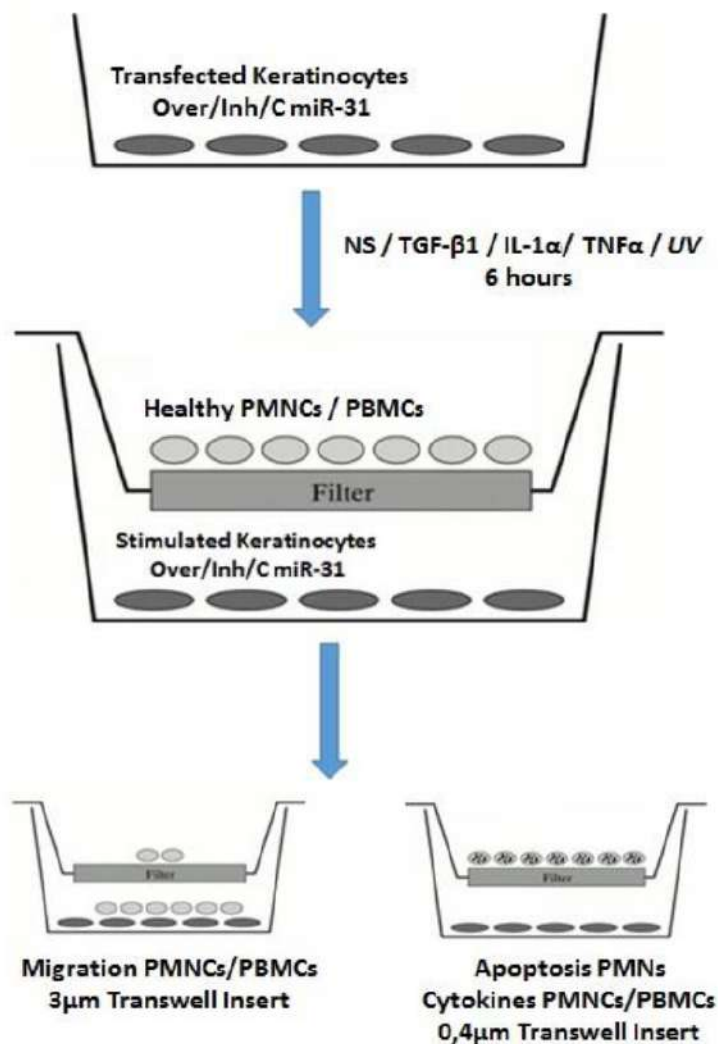 Transfected Keratinocytes
Over/Inh/C miR-31
NS / TGF-β1 / IL-1α/ TNFα / UV
6 hours
Healthy PMNCs / PBMCs
Filter
Stimulated Keratinocytes
Over/Inh/C miR-31
Filter
Migration PMNCs/PBMCs
3μm Transwell Insert
Filter
Apoptosis PMNs
Cytokines PMNCs/PBMCs
0,4μm Transwell Insert